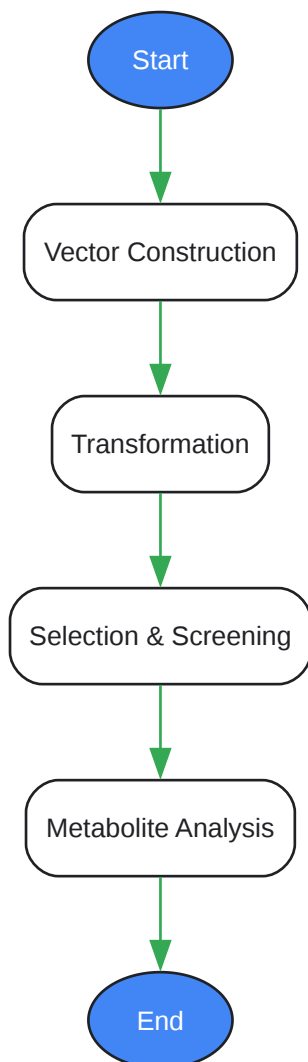 Start
Vector Construction
Transformation
Selection & Screening
Metabolite Analysis
End